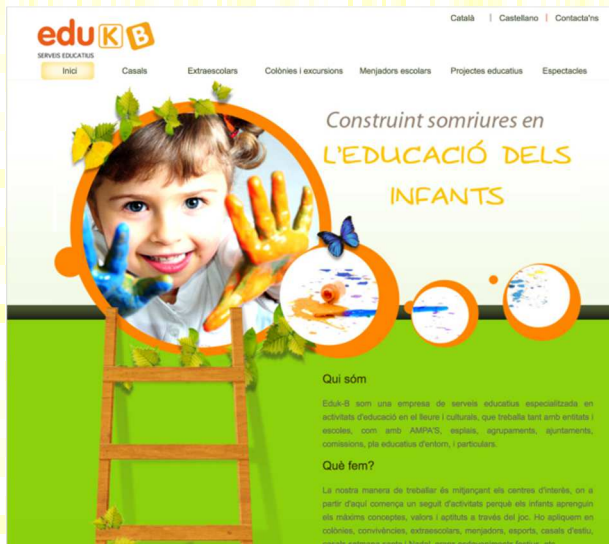 Català | Castellano | Contacta'ns
edu K B
SERVEIS EDUCATIUS
Inici Casals Extraescolars Colònies i excursions Menjadors escolars Projectes educatius Espectacles
Construint somriures en
L'EDUCACIÓ DELS
INFANTS
Qui sóm
Eduk-B som una empresa de serveis educatius especialitzada en
activitats d'educació en el lleure i culturals, que treballa tant amb entitats i
escoles, com amb AMPA'S, esplais, agrupaments, ajuntaments,
comissions, pla educatius d'entorn, i particulars.
Què fem?
La nostra manera de treballar és mitjançant els centres d'interès, on a
partir d'aquí comença un seguit d'activitats perquè els infants aprenguin
els màxims conceptes, valors i aptituts a través del joc. Ho apliquem en
colònies, convivències, extraescolars, menjadors, esports, casals d'estiu,